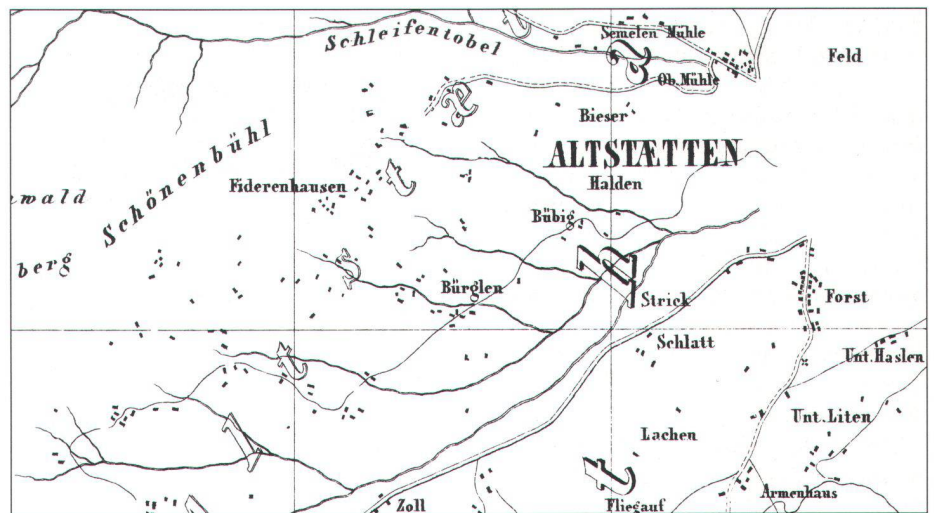 Schleifentobel
Semelen Mühle
Ob. Mühle
Feld
Bieser
ALTSTÆTTEN
Schönenbühl
Fiderenhausen
Halden
wald
Bübig
berg
Bürglen
Strick
Forst
Schlatt
Unt. Haslen
Unt. Liten
Lachen
Armenhaus
Zoll
Fliegauf